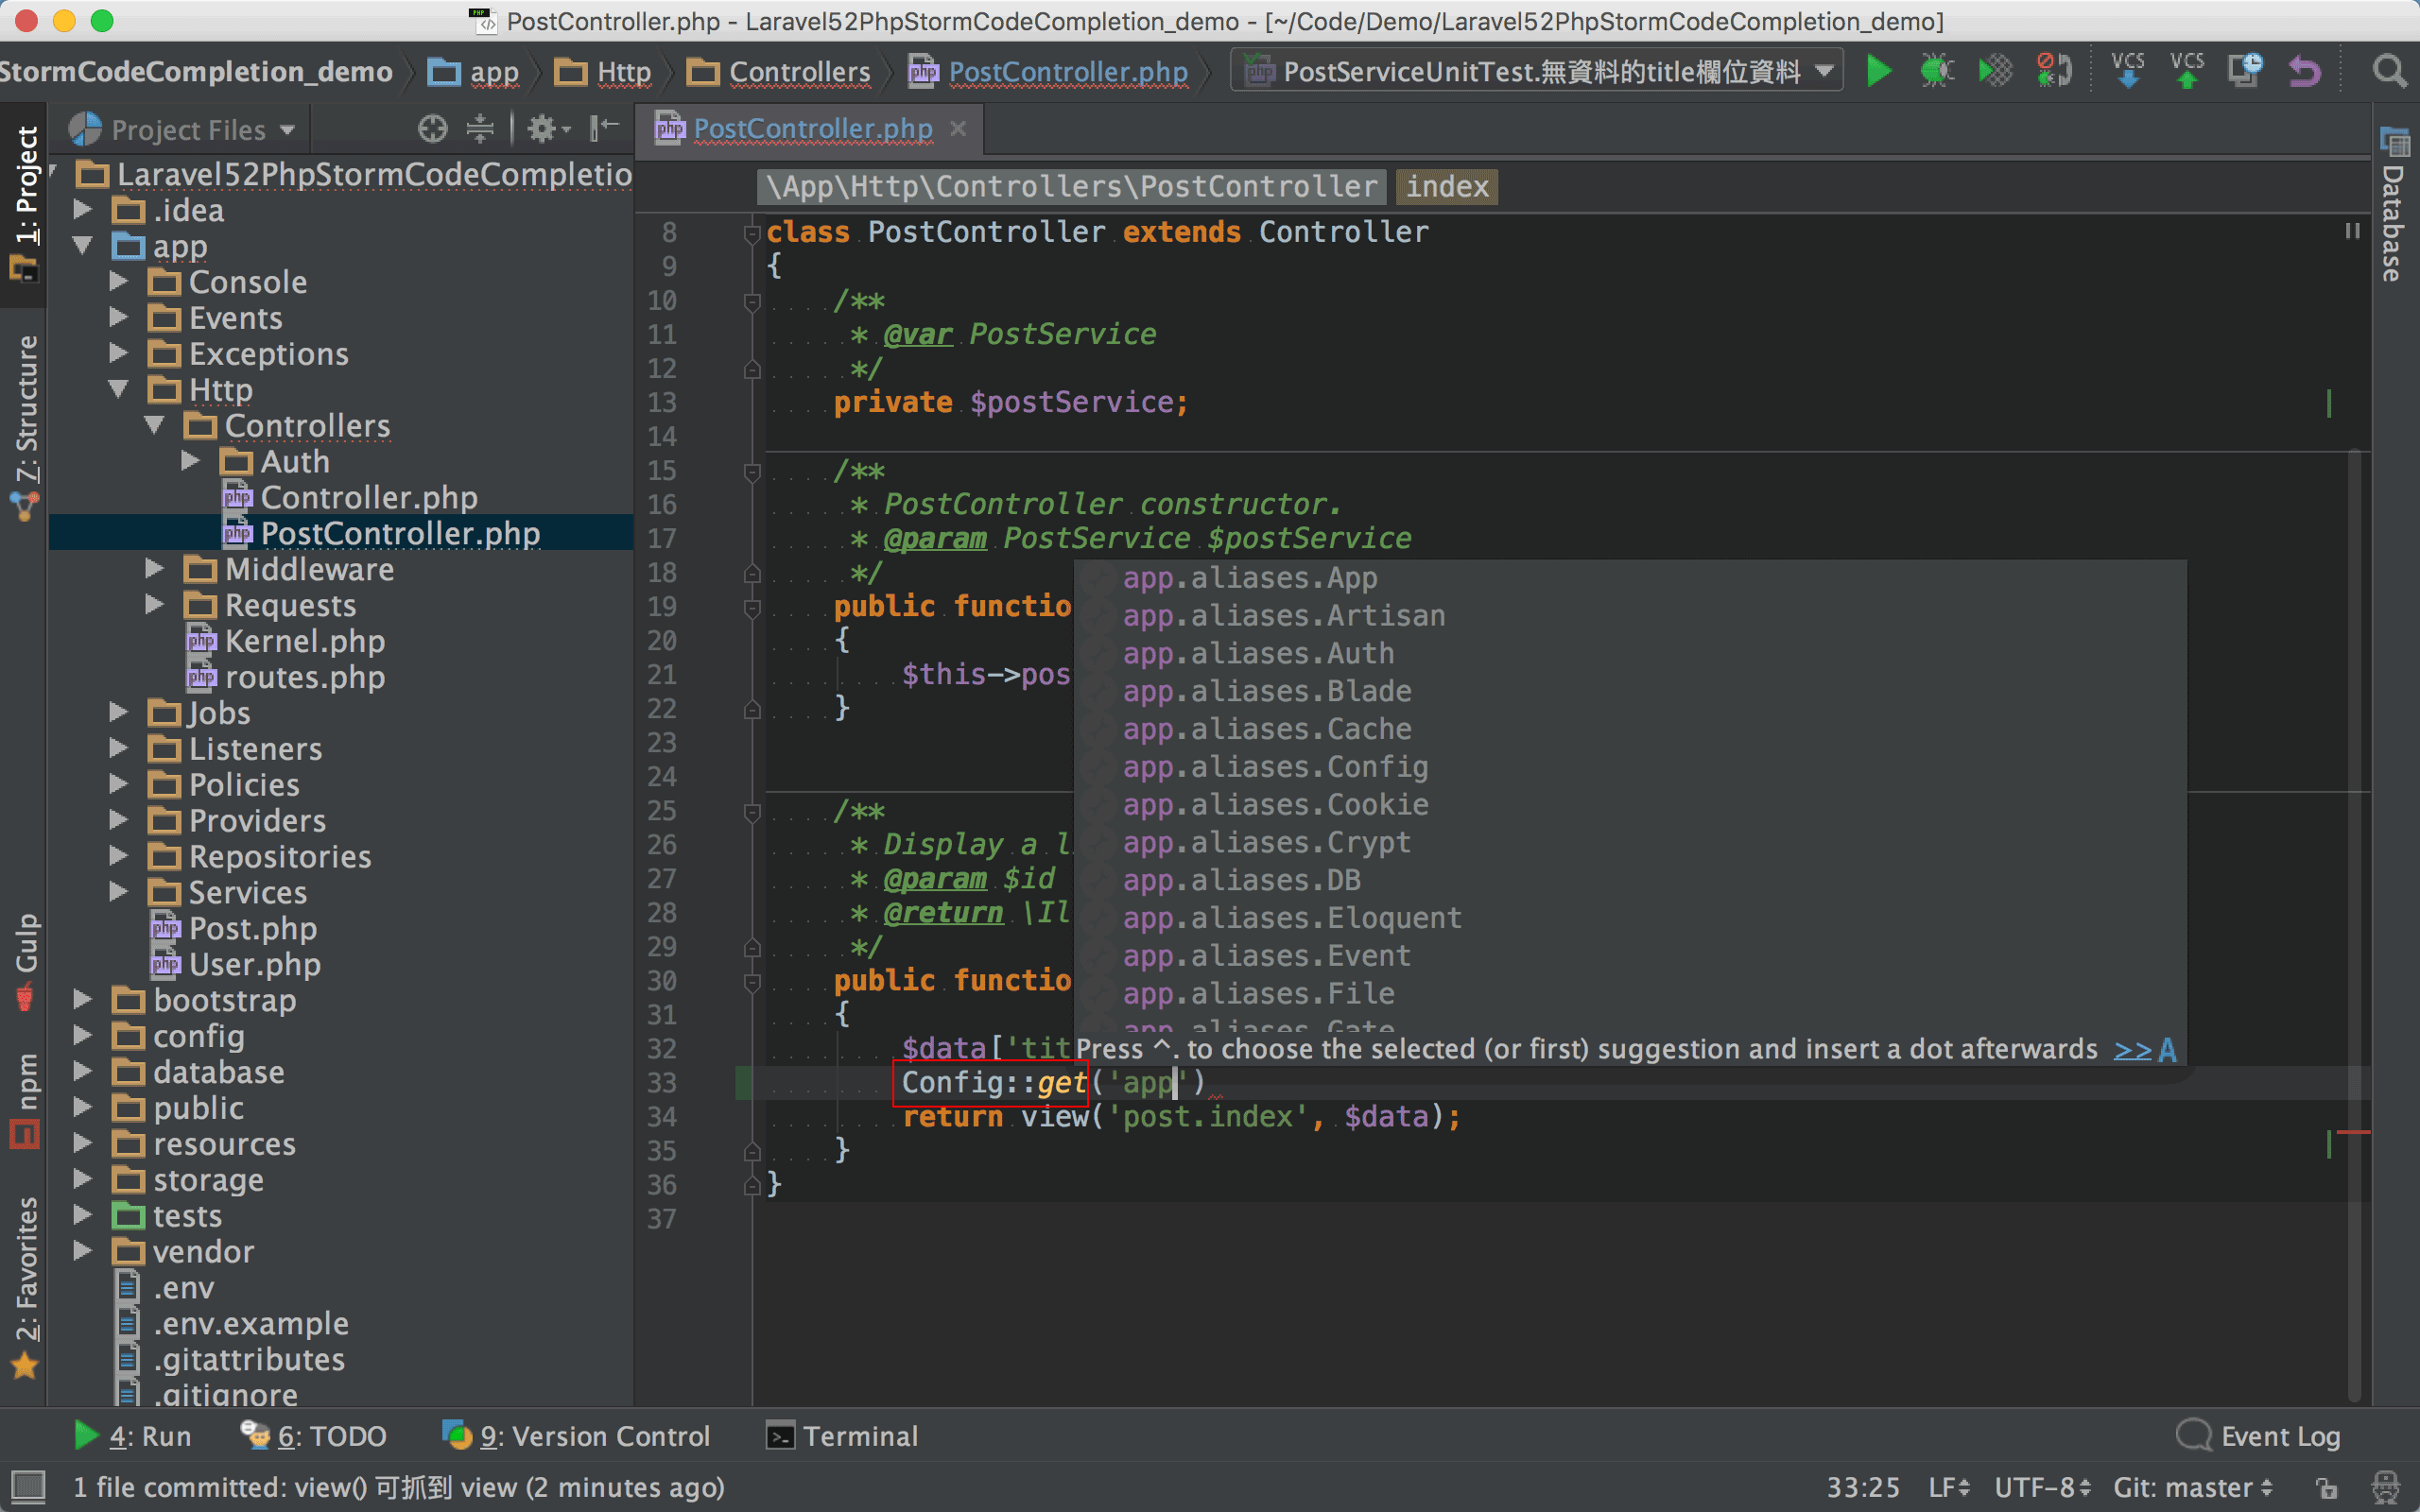 PostController.php - Laravel52PhpStormCodeCompletion_demo - [~/Code/Demo/Laravel52PhpStormCodeCompletion_demo]
StormCodeCompletion_demo app Http Controllers PostController.php PostServiceUnitTest.無資料的title欄位資料 VCS VCS
1: Project
7: Structure
Gulp
npm
2: Favorites
Project Files
Laravel52PhpStormCodeCompletio
.idea
app
Console
Events
Exceptions
Http
Controllers
Auth
Controller.php
PostController.php
Middleware
Requests
Kernel.php
routes.php
Jobs
Listeners
Policies
Providers
Repositories
Services
Post.php
User.php
bootstrap
config
database
public
resources
storage
tests
vendor
.env
.env.example
.gitattributes
.gitignore
PostController.php
\App\Http\Controllers\PostController index
8 class PostController extends Controller
9 {
10 /**
11 * @var PostService
12 */
13 private $postService;
14
15 /**
16 * PostController constructor.
17 * @param PostService $postService
18 */
19 public functio
20 {
21 $this->pos
22 }
23
24
25 /**
26 * Display a l
27 * @param $id
28 * @return \Il
29 */
30 public functio
31 {
32 $data['tit
33 Config::get('app')
34 return view('post.index', $data);
35 }
36 }
37
app.aliases.App
app.aliases.Artisan
app.aliases.Auth
app.aliases.Blade
app.aliases.Cache
app.aliases.Config
app.aliases.Cookie
app.aliases.Crypt
app.aliases.DB
app.aliases.Eloquent
app.aliases.Event
app.aliases.File
app.aliases.Gate
Press ^. to choose the selected (or first) suggestion and insert a dot afterwards >> A
Database
4: Run 6: TODO 9: Version Control Terminal Event Log
1 file committed: view() 可抓到 view (2 minutes ago) 33:25 LF UTF-8 Git: master